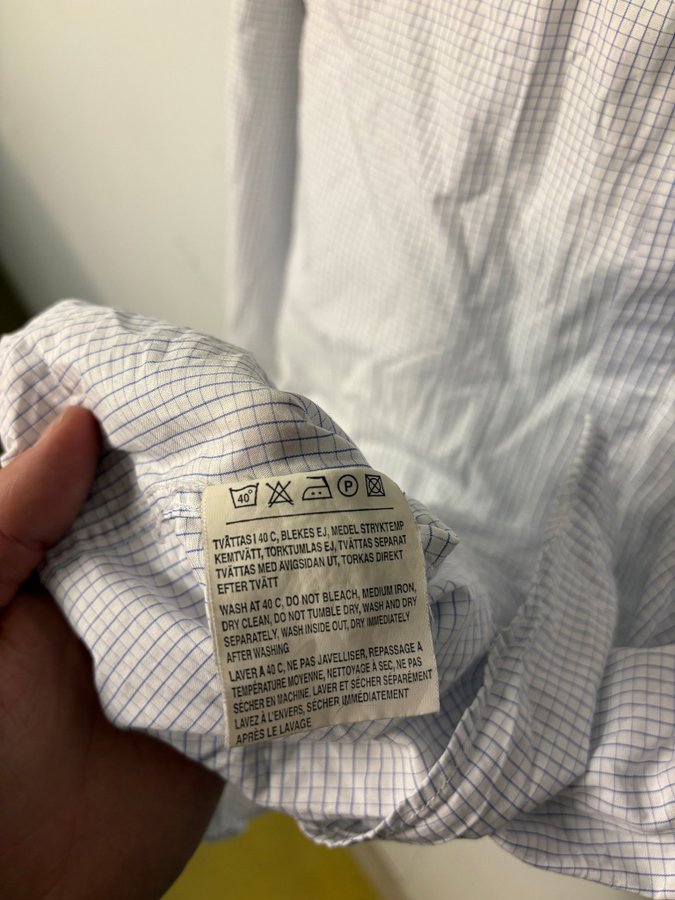 40°
P
TVÄTTAS I 40 C, BLEKES EJ, MEDEL STRYKTEMP
KEMTVÄTT, TORKTUMLAS EJ, TVÄTTAS SEPARAT
TVÄTTAS MED AVIGSIDAN UT, TORKAS DIREKT
EFTER TVÄTT
WASH AT 40 C, DO NOT BLEACH, MEDIUM IRON,
DRY CLEAN, DO NOT TUMBLE DRY, WASH AND DRY
SEPARATELY, WASH INSIDE OUT, DRY IMMEDIATELY
AFTER WASHING
LAVER À 40 C, NE PAS JAVELLISER, REPASSAGE À
TEMPÉRATURE MOYENNE, NETTOYAGE À SEC, NE PAS
SÉCHER EN MACHINE, LAVER ET SÉCHER SÉPARÉMENT
LAVEZ À L'ENVERS, SÉCHER IMMÉDIATEMENT
APRÈS LE LAVAGE